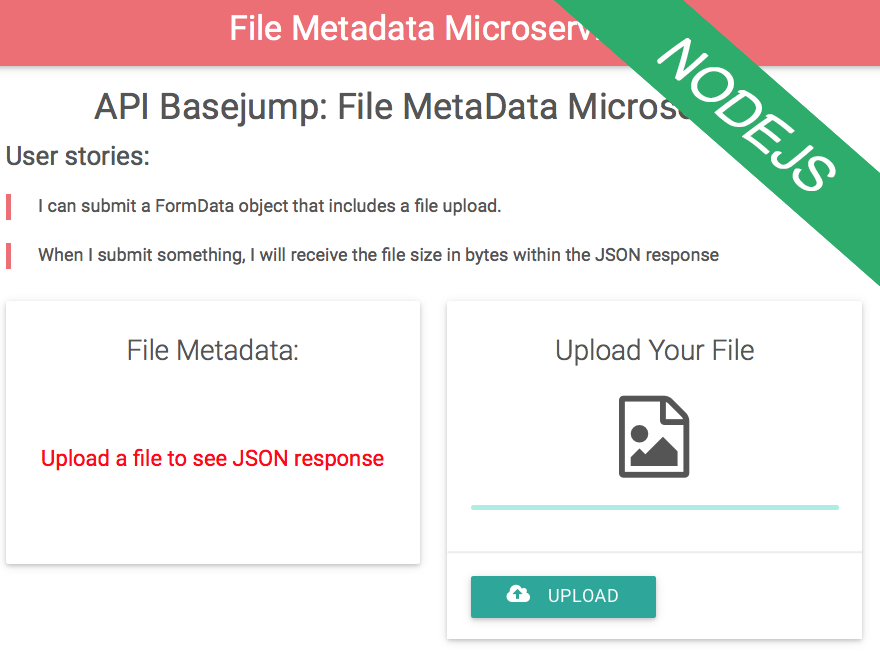 File Metadata Microserv
API Basejump: File MetaData Micros
NODEJS
User stories:
I can submit a FormData object that includes a file upload.
When I submit something, I will receive the file size in bytes within the JSON response
File Metadata:
Upload a file to see JSON response
Upload Your File
UPLOAD